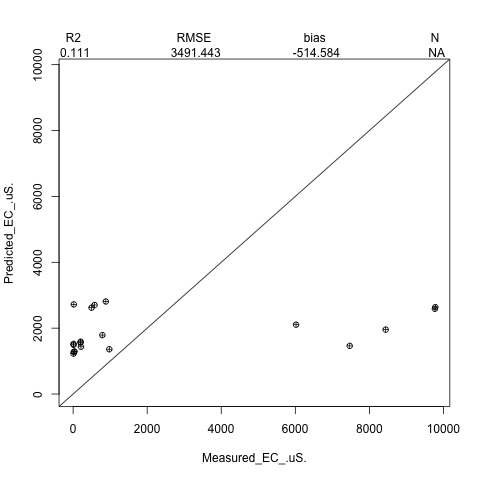 R2 RMSE bias N
0.111 3491.443 -514.584 NA
10000
8000
6000
4000
2000
0
Predicted_EC_.uS.
0 2000 4000 6000 8000 10000
Measured_EC_.uS.